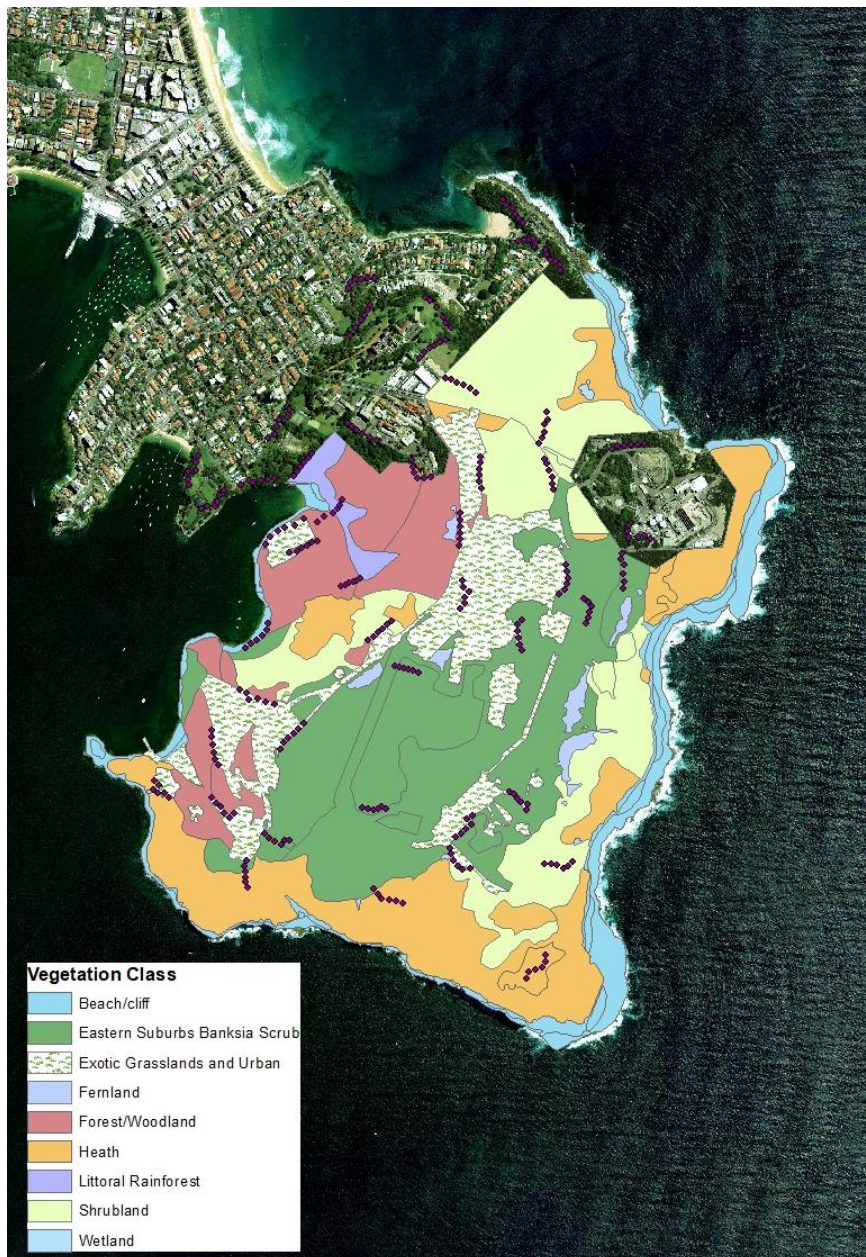 Vegetation Class
Beach/cliff
Eastern Suburbs Banksia Scrub
Exotic Grasslands and Urban
Fernland
Forest/Woodland
Heath
Littoral Rainforest
Shrubland
Wetland